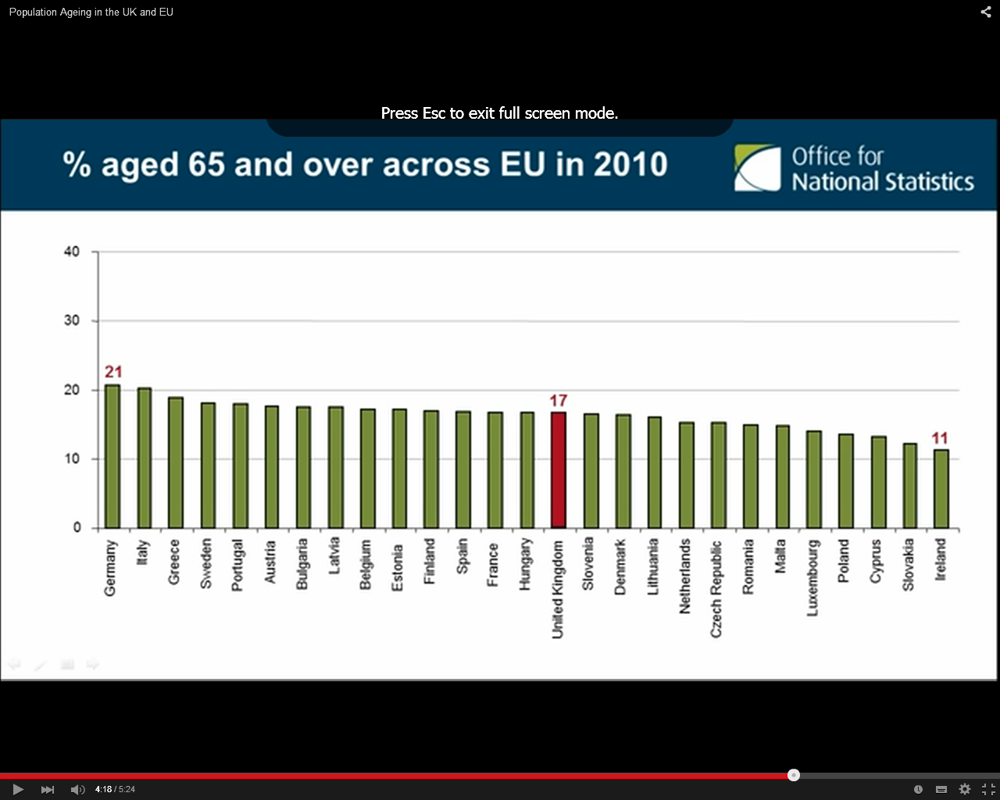 Population Ageing in the UK and EU
Press Esc to exit full screen mode.
% aged 65 and over across EU in 2010
Office for
National Statistics
40
30
20
10
0
21
17
11
Germany
Italy
Greece
Sweden
Portugal
Austria
Bulgaria
Latvia
Belgium
Estonia
Finland
Spain
France
Hungary
United Kingdom
Slovenia
Denmark
Lithuania
Netherlands
Czech Republic
Romania
Malta
Luxembourg
Poland
Cyprus
Slovakia
Ireland
4:18 / 5:24